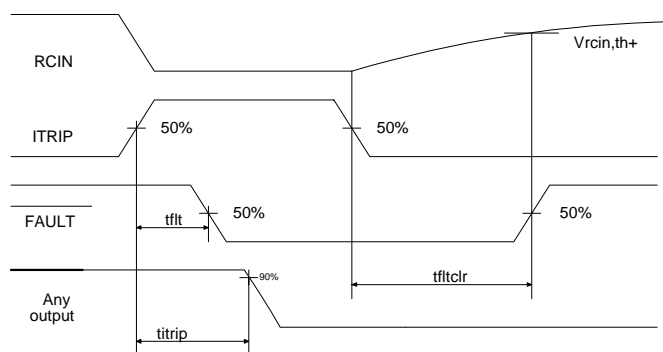 RCIN
Vrcin,th+
ITRIP
50%
50%
FAULT
50%
50%
tflt
tfltclr
Any
output
90%
titrip